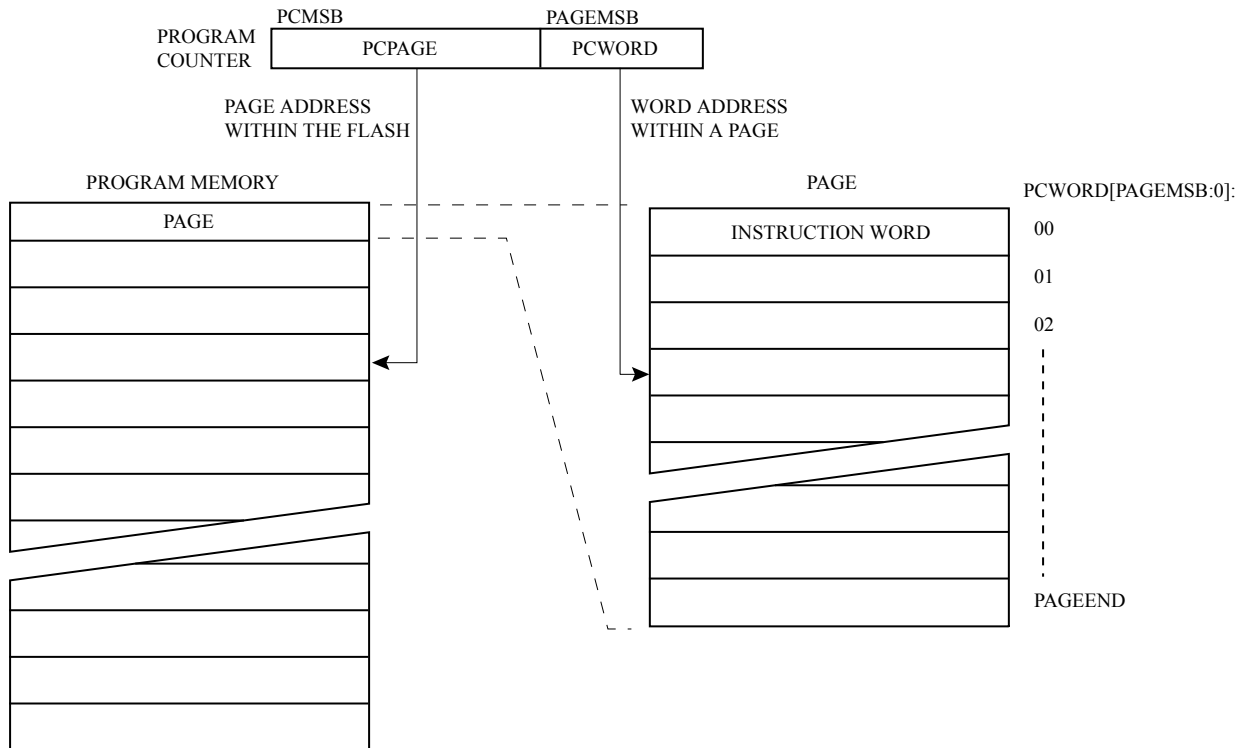 PCMSB
PAGEMSB
PROGRAM
COUNTER
PCPAGE
PCWORD
PAGE ADDRESS
WITHIN THE FLASH
WORD ADDRESS
WITHIN A PAGE
PROGRAM MEMORY
PAGE
PAGE
PCWORD[PAGEMSB:0]:
INSTRUCTION WORD
00
01
02
PAGEEND